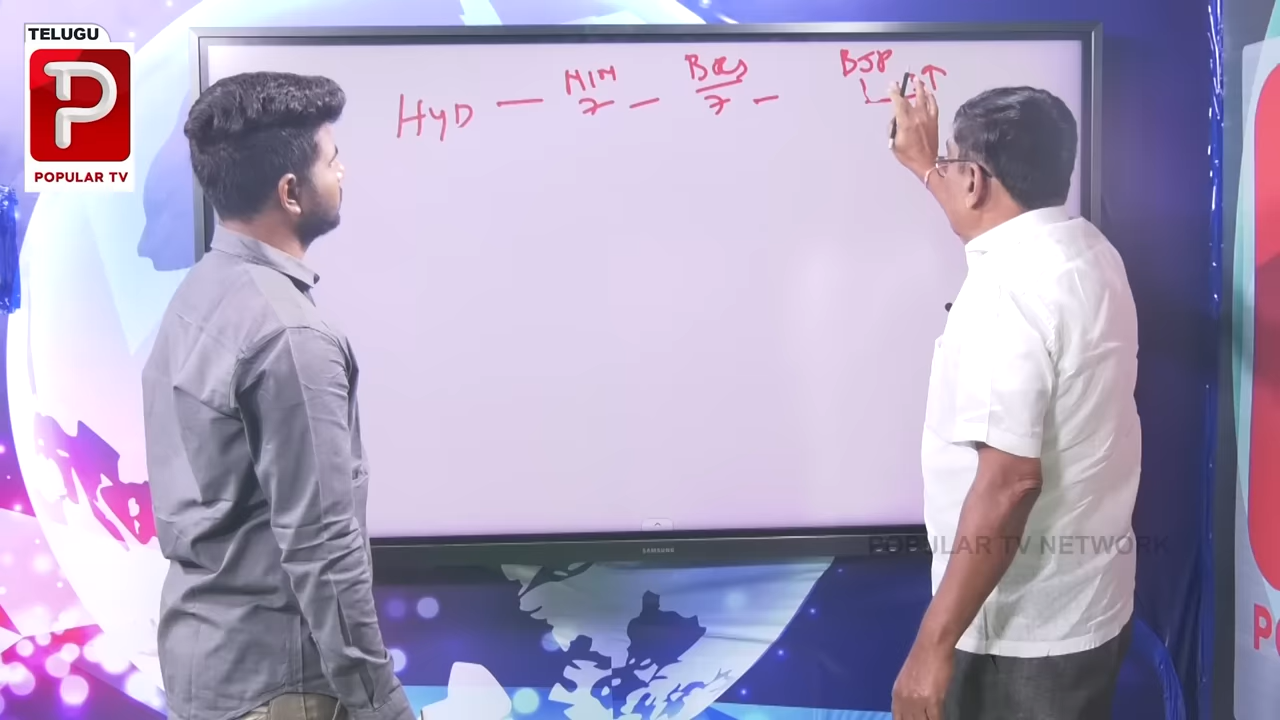 TELUGU
POPULAR TV
MIM BRS BJP
HYD — 7 — 7 —
SAMSUNG
POPULAR TV NETWORK